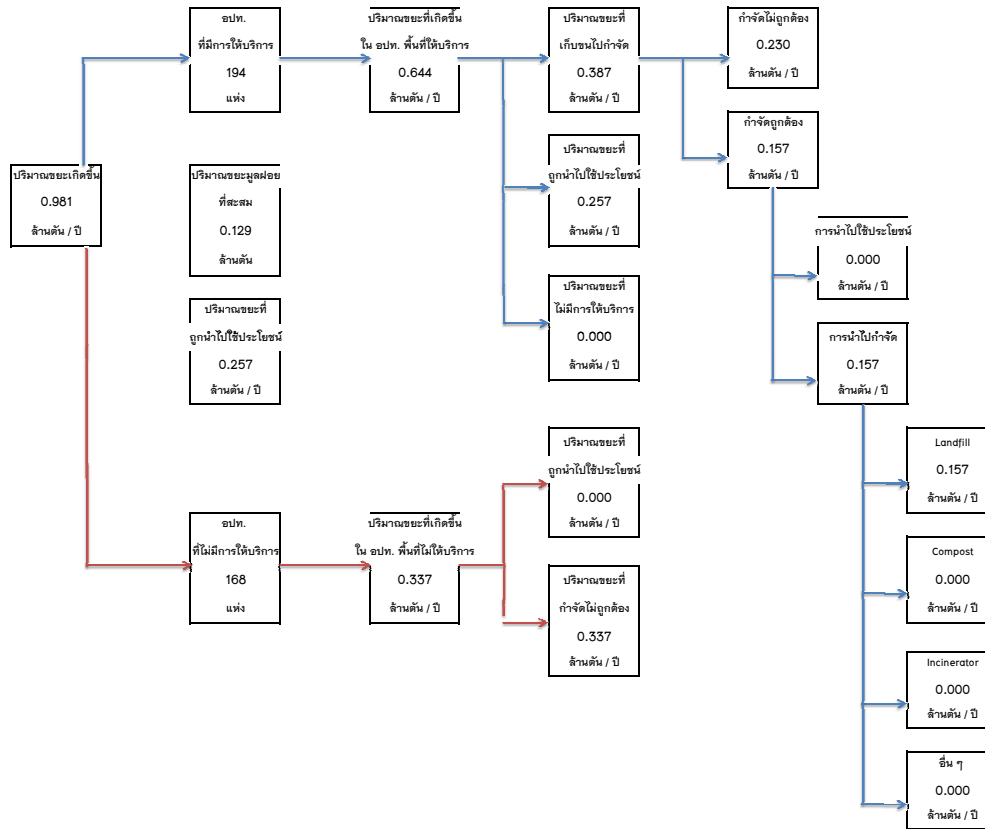 อปท.
ที่มีการให้บริการ
194
แห่ง
ปริมาณขยะที่เกิดขึ้น
ใน อปท. พื้นที่ให้บริการ
0.644
ล้านตัน / ปี
ปริมาณขยะที่
เก็บขนไปกำจัด
0.387
ล้านตัน / ปี
กำจัดไม่ถูกต้อง
0.230
ล้านตัน / ปี
กำจัดถูกต้อง
0.157
ล้านตัน / ปี
ปริมาณขยะเกิดขึ้น
0.981
ล้านตัน / ปี
ปริมาณขยะมูลฝอย
ที่สะสม
0.129
ล้านตัน
ปริมาณขยะที่
ถูกนำไปใช้ประโยชน์
0.257
ล้านตัน / ปี
การนำไปใช้ประโยชน์
0.000
ล้านตัน / ปี
ปริมาณขยะที่
ถูกนำไปใช้ประโยชน์
0.257
ล้านตัน / ปี
ปริมาณขยะที่
ไม่มีการให้บริการ
0.000
ล้านตัน / ปี
การนำไปกำจัด
0.157
ล้านตัน / ปี
ปริมาณขยะที่
ถูกนำไปใช้ประโยชน์
0.000
ล้านตัน / ปี
Landfill
0.157
ล้านตัน / ปี
อปท.
ที่ไม่มีการให้บริการ
168
แห่ง
ปริมาณขยะที่เกิดขึ้น
ใน อปท. พื้นที่ไม่ให้บริการ
0.337
ล้านตัน / ปี
ปริมาณขยะที่
กำจัดไม่ถูกต้อง
0.337
ล้านตัน / ปี
Compost
0.000
ล้านตัน / ปี
Incinerator
0.000
ล้านตัน / ปี
อื่น ๆ
0.000
ล้านตัน / ปี